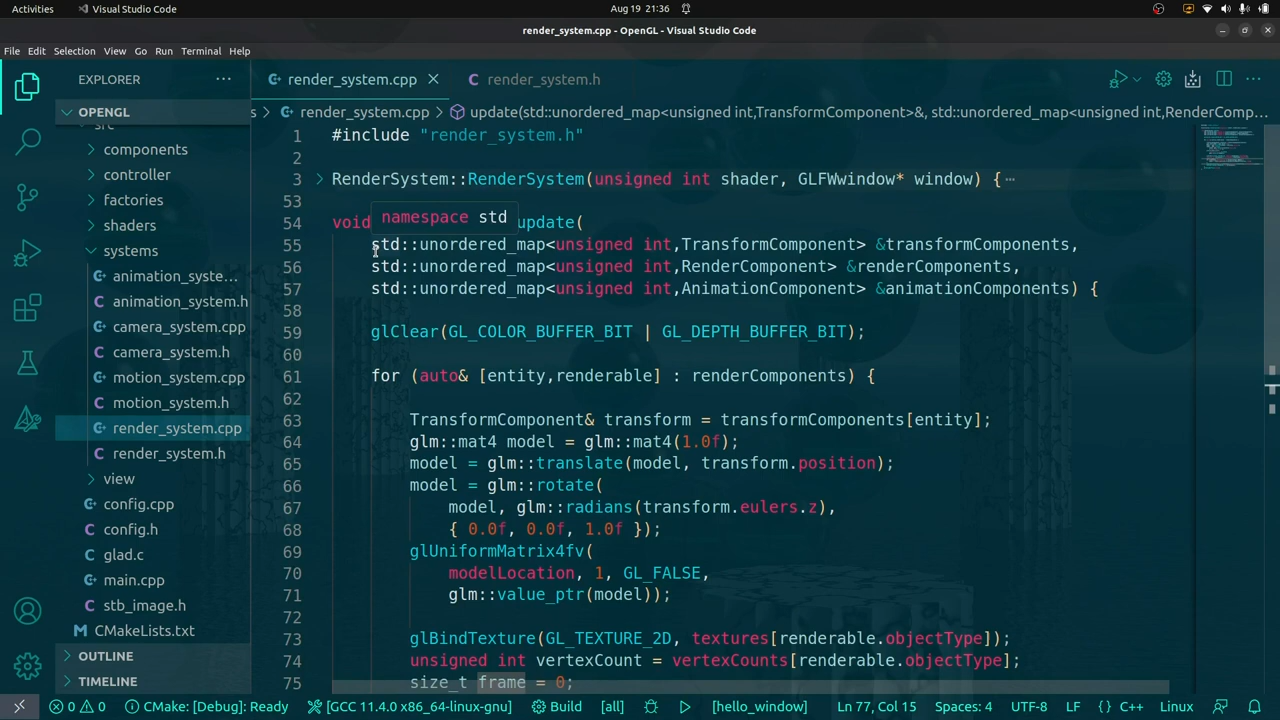 Activities
Visual Studio Code
Aug 19 21:36
render_system.cpp - OpenGL - Visual Studio Code
File Edit Selection View Go Run Terminal Help
EXPLORER
render_system.cpp
render_system.h
OPENGL
s > render_system.cpp > update(std::unordered_map<unsigned int,TransformComponent>&, std::unordered_map<unsigned int,RenderComp…
src
components
controller
factories
shaders
systems
animation_syste...
animation_system.h
camera_system.cpp
camera_system.h
motion_system.cpp
motion_system.h
render_system.cpp
render_system.h
view
config.cpp
config.h
glad.c
main.cpp
stb_image.h
CMakeLists.txt
OUTLINE
TIMELINE
1 #include "render_system.h"
2
3 RenderSystem::RenderSystem(unsigned int shader, GLFWwindow* window) {…
53
namespace std
54 void update(
55 std::unordered_map<unsigned int,TransformComponent> &transformComponents,
56 std::unordered_map<unsigned int,RenderComponent> &renderComponents,
57 std::unordered_map<unsigned int,AnimationComponent> &animationComponents) {
58
59 glClear(GL_COLOR_BUFFER_BIT | GL_DEPTH_BUFFER_BIT);
60
61 for (auto& [entity,renderable] : renderComponents) {
62
63 TransformComponent& transform = transformComponents[entity];
64 glm::mat4 model = glm::mat4(1.0f);
65 model = glm::translate(model, transform.position);
66 model = glm::rotate(
67 model, glm::radians(transform.eulers.z),
68 { 0.0f, 0.0f, 1.0f });
69 glUniformMatrix4fv(
70 modelLocation, 1, GL_FALSE,
71 glm::value_ptr(model));
72
73 glBindTexture(GL_TEXTURE_2D, textures[renderable.objectType]);
74 unsigned int vertexCount = vertexCounts[renderable.objectType];
75 size_t frame = 0;
0 0 CMake: [Debug]: Ready [GCC 11.4.0 x86_64-linux-gnu] Build [all] [hello_window] Ln 77, Col 15 Spaces: 4 UTF-8 LF {} C++ Linux